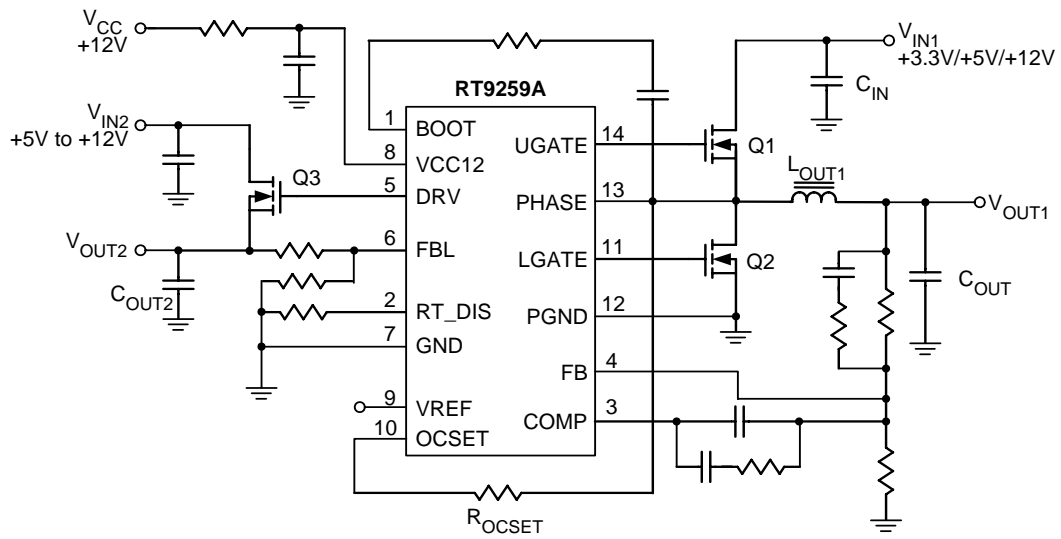 VCC
+12V
VIN1
+3.3V/+5V/+12V
CIN
RT9259A
VIN2
+5V to +12V
1
BOOT
8
VCC12
5
DRV
6
FBL
2
RT_DIS
7
GND
9
VREF
10
OCSET
UGATE
14
PHASE
13
LGATE
11
PGND
12
FB
4
COMP
3
Q1
Q2
Q3
LOUT1
VOUT1
COUT
VOUT2
COUT2
ROCSET